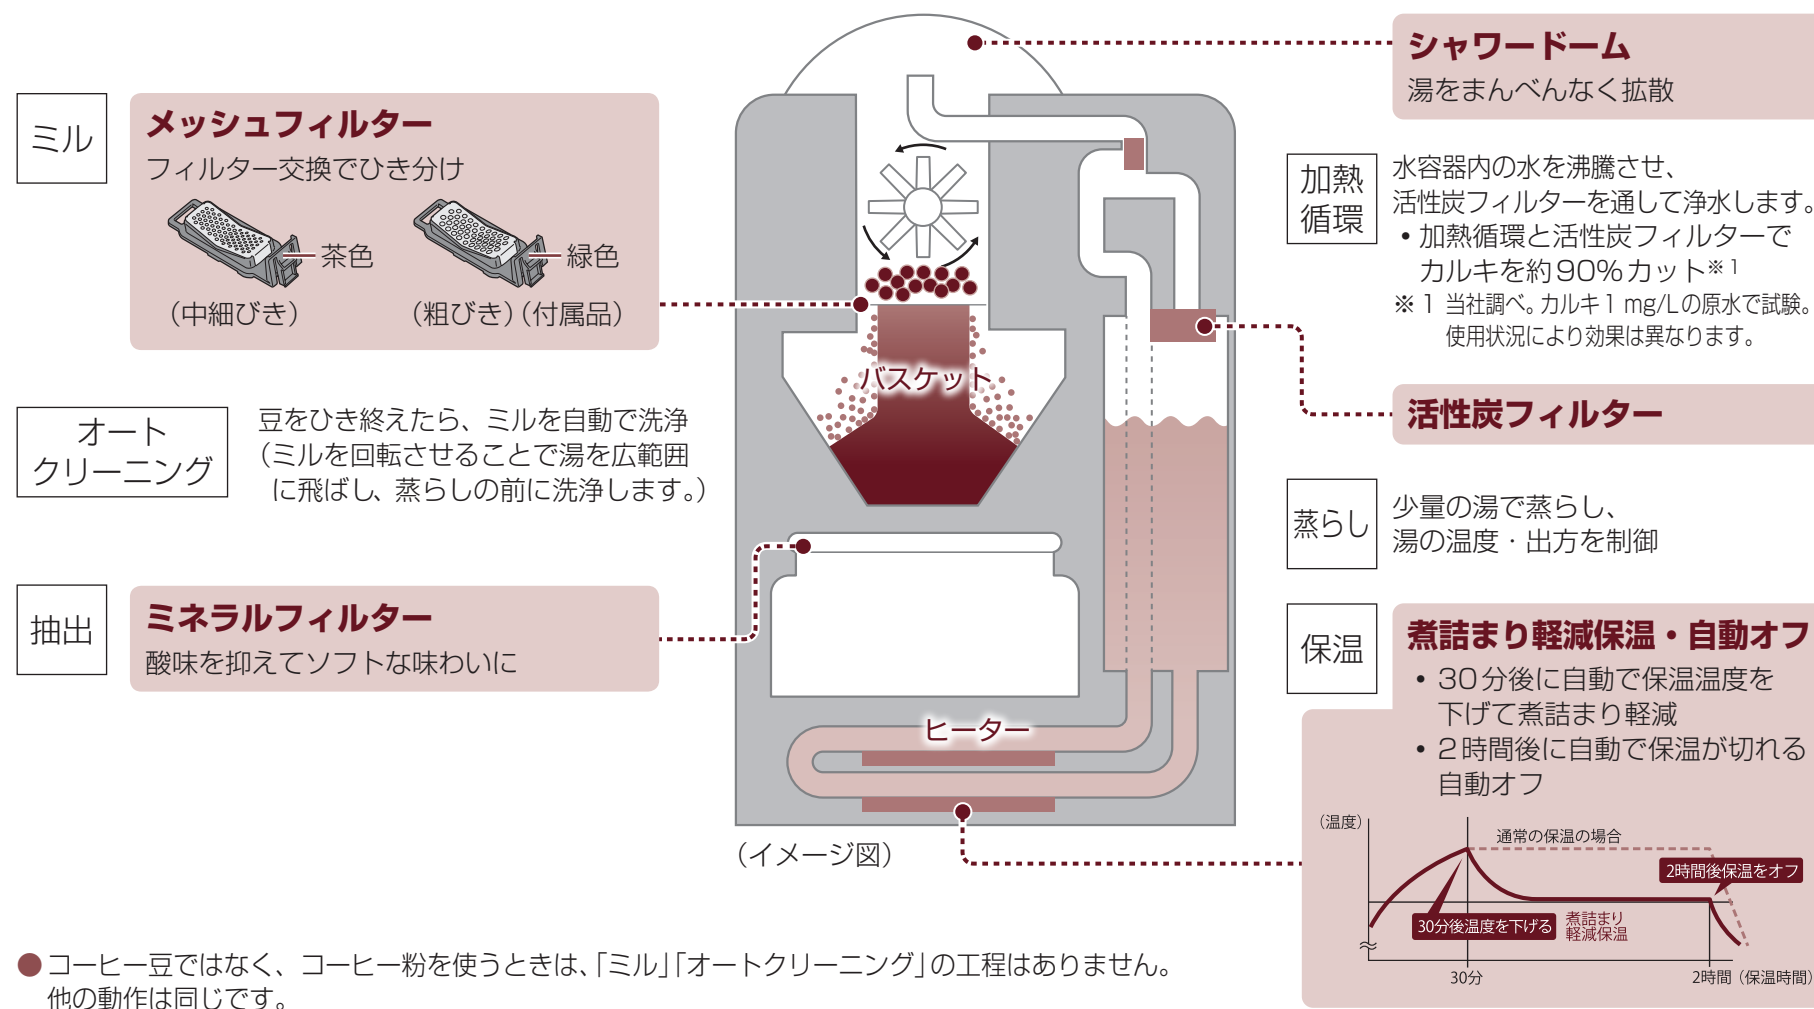 ミル
メッシュフィルター
フィルター交換でひき分け
茶色
緑色
（中細びき）
（粗びき）（付属品）
オート
クリーニング
豆をひき終えたら、ミルを自動で洗浄
（ミルを回転させることで湯を広範囲
に飛ばし、蒸らしの前に洗浄します。）
抽出
ミネラルフィルター
酸味を抑えてソフトな味わいに
バスケット
ヒーター
（イメージ図）
シャワードーム
湯をまんべんなく拡散
加熱
循環
水容器内の水を沸騰させ、
活性炭フィルターを通して浄水します。
• 加熱循環と活性炭フィルターで
カルキを約90%カット※1
※1 当社調べ。カルキ1 mg/Lの原水で試験。
使用状況により効果は異なります。
活性炭フィルター
蒸らし
少量の湯で蒸らし、
湯の温度・出方を制御
保温
煮詰まり軽減保温・自動オフ
• 30分後に自動で保温温度を
下げて煮詰まり軽減
• 2時間後に自動で保温が切れる
自動オフ
（温度）
通常の保温の場合
2時間後保温をオフ
30分後温度を下げる
煮詰まり
軽減保温
30分
2時間（保温時間）
●コーヒー豆ではなく、コーヒー粉を使うときは、「ミル」「オートクリーニング」の工程はありません。
他の動作は同じです。